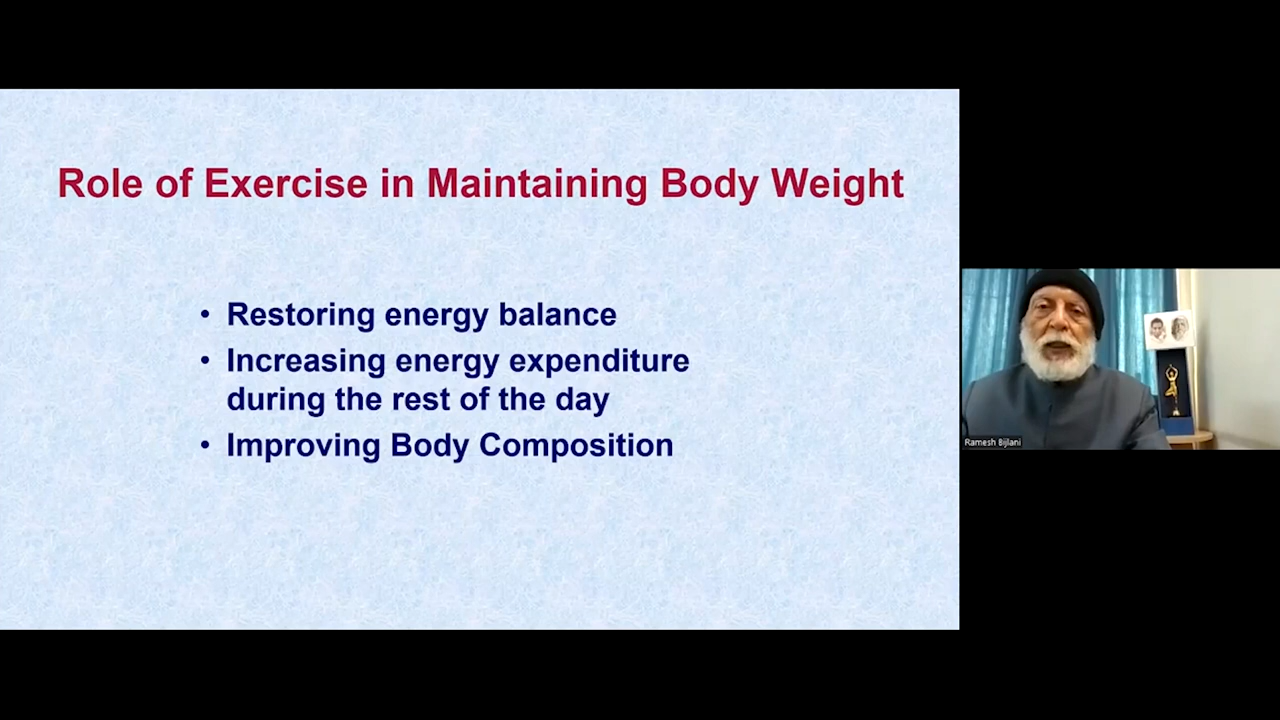 Role of Exercise in Maintaining Body Weight
• Restoring energy balance
• Increasing energy expenditure
during the rest of the day
• Improving Body Composition
Ramesh Bijlani